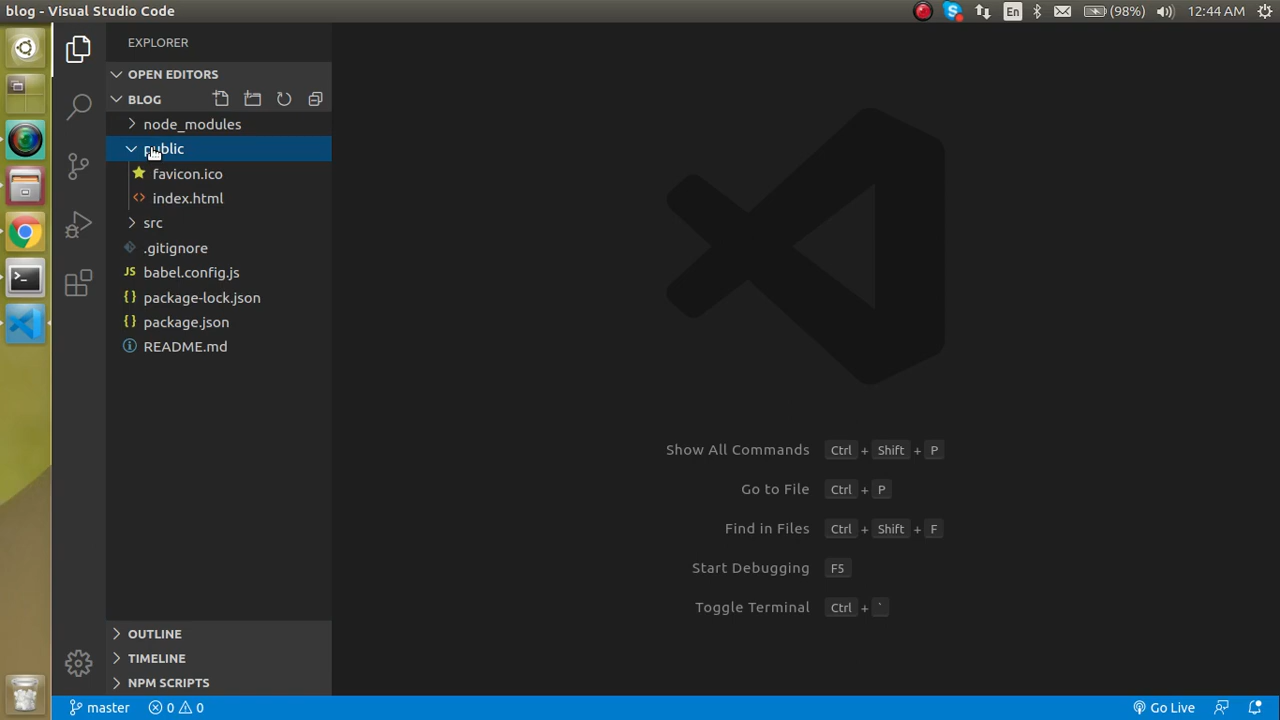 blog - Visual Studio Code
En
(98%)
12:44 AM
EXPLORER
OPEN EDITORS
BLOG
node_modules
public
favicon.ico
index.html
src
.gitignore
JS babel.config.js
{ } package-lock.json
{ } package.json
README.md
Show All Commands Ctrl + Shift + P
Go to File Ctrl + P
Find in Files Ctrl + Shift + F
Start Debugging F5
Toggle Terminal Ctrl + `
OUTLINE
TIMELINE
NPM SCRIPTS
master
0
0
Go Live